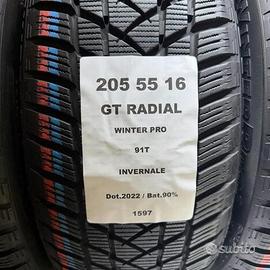 205 55 16
GT RADIAL
WINTER PRO
91T
INVERNALE
Dot.2022 / Bat.90%
1597
subito